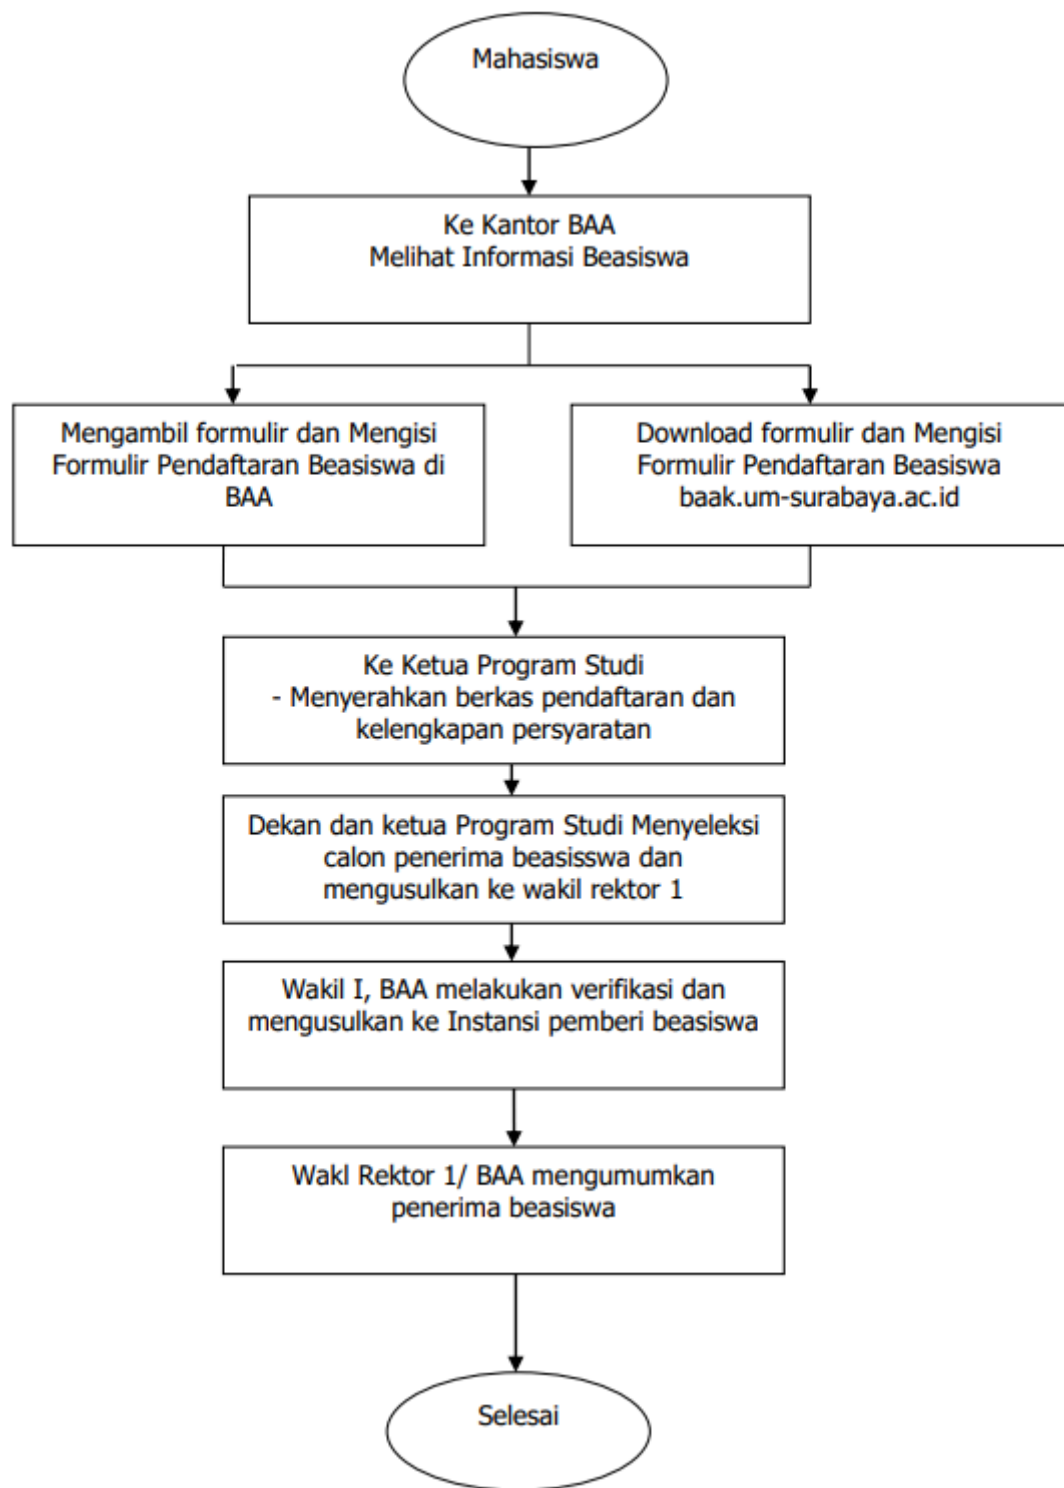 Mahasiswa
Ke Kantor BAA
Melihat Informasi Beasiswa
Mengambil formulir dan Mengisi
Formulir Pendaftaran Beasiswa di
BAA
Download formulir dan Mengisi
Formulir Pendaftaran Beasiswa
baak.um-surabaya.ac.id
Ke Ketua Program Studi
- Menyerahkan berkas pendaftaran dan
kelengkapan persyaratan
Dekan dan ketua Program Studi Menyeleksi
calon penerima beasisswa dan
mengusulkan ke wakil rektor 1
Wakil I, BAA melakukan verifikasi dan
mengusulkan ke Instansi pemberi beasiswa
Wakl Rektor 1/ BAA mengumumkan
penerima beasiswa
Selesai